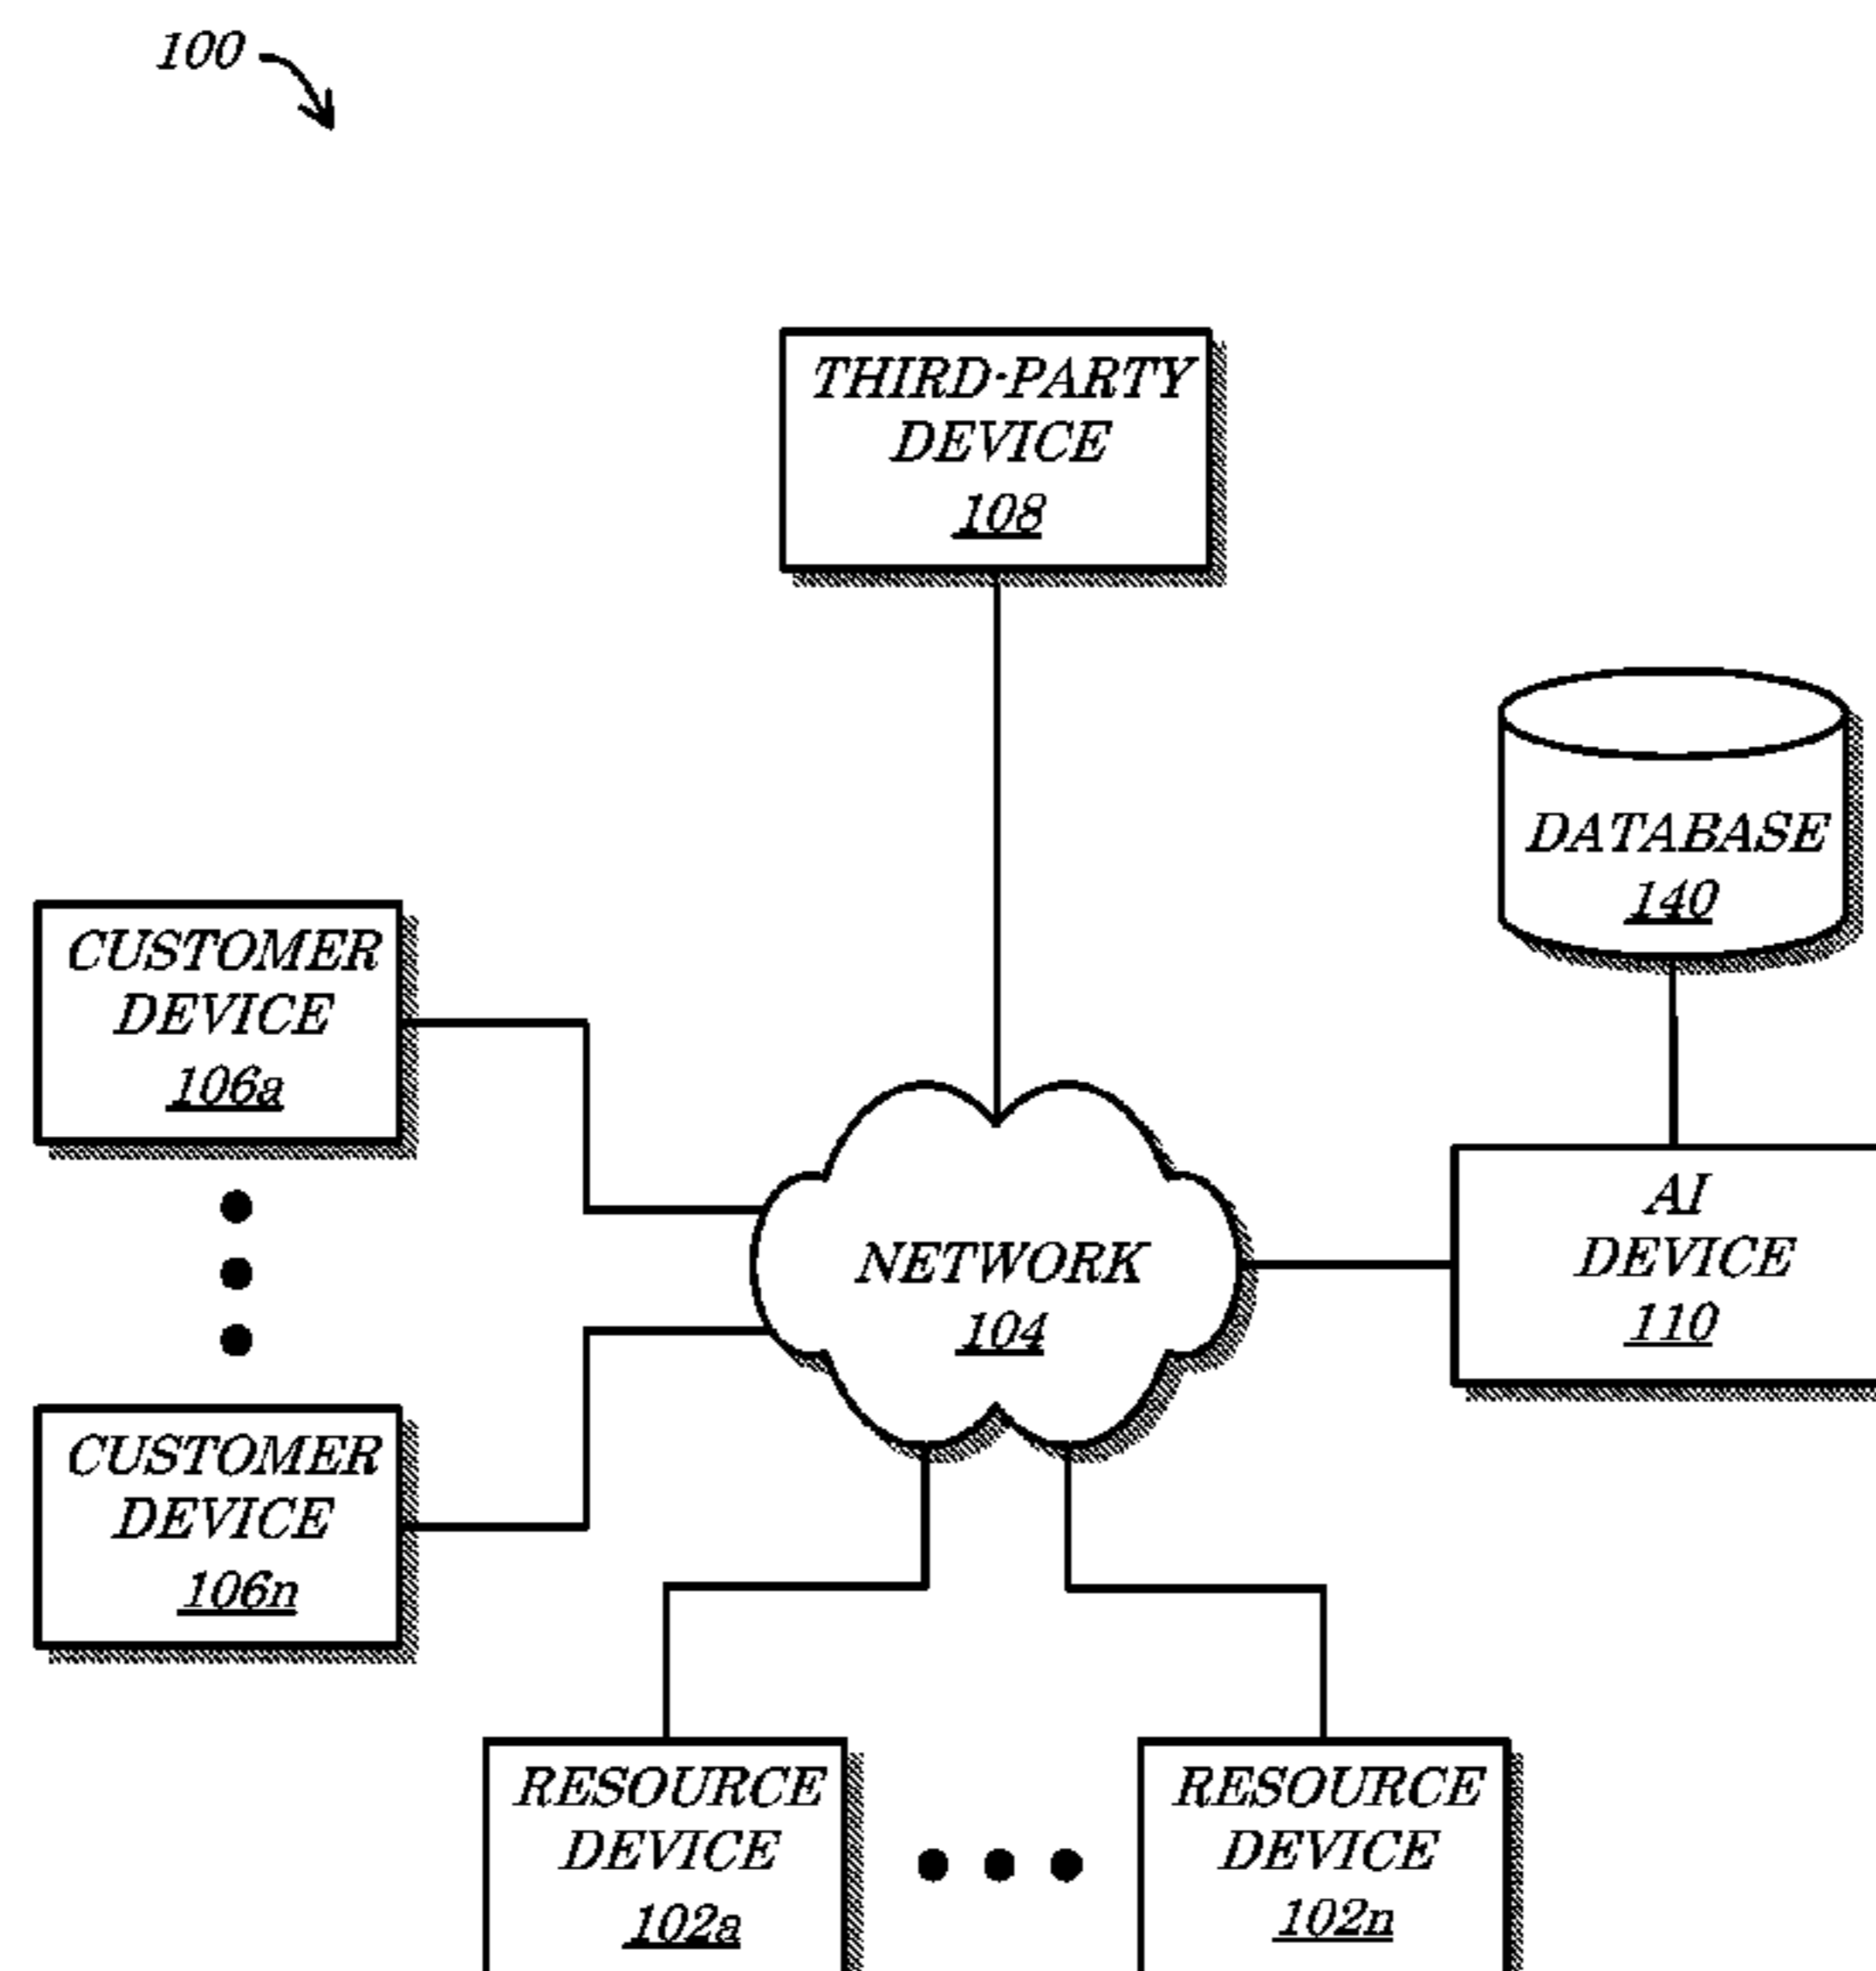 100
THIRD-PARTY
DEVICE
108
DATABASE
140
CUSTOMER
DEVICE
106a
AI
DEVICE
110
NETWORK
104
CUSTOMER
DEVICE
106n
RESOURCE
DEVICE
102a
RESOURCE
DEVICE
102n